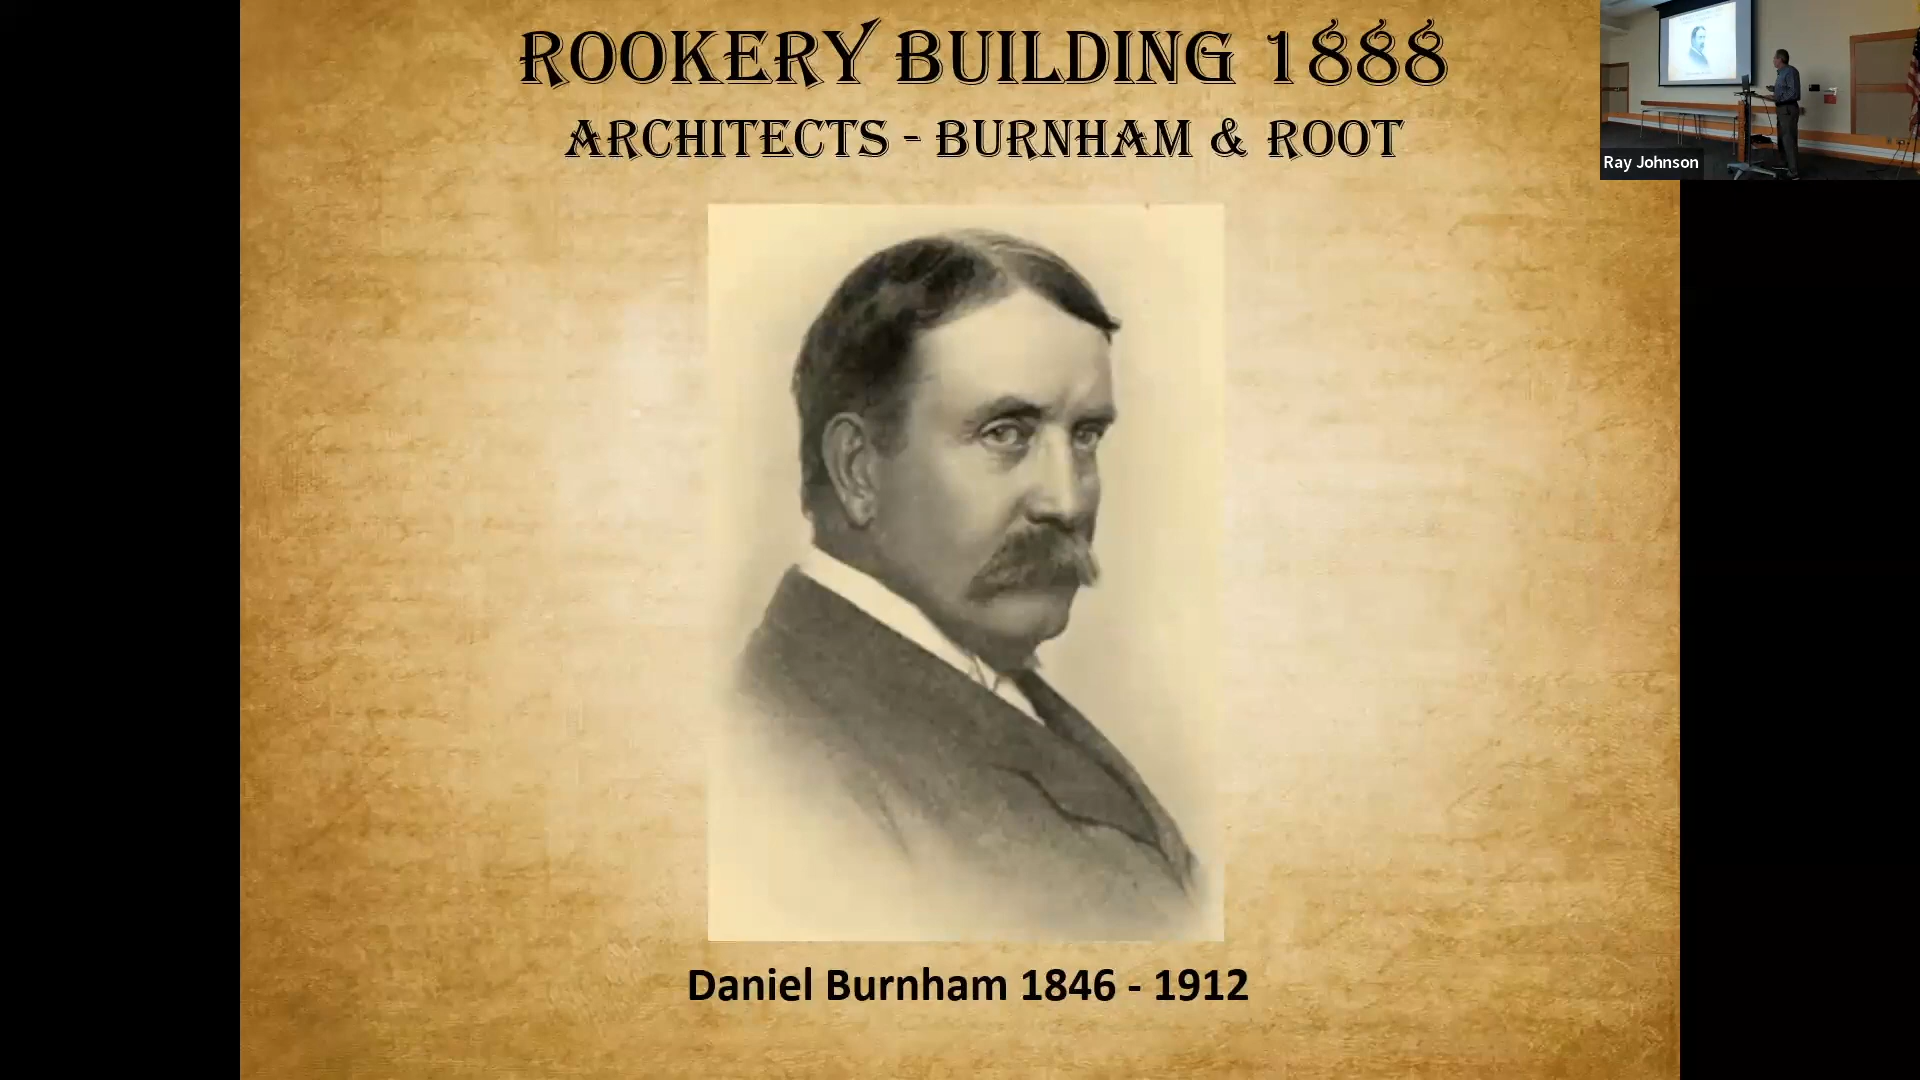 ROOKERY BUILDING 1888
ARCHITECTS - BURNHAM & ROOT
Ray Johnson
Daniel Burnham 1846 - 1912